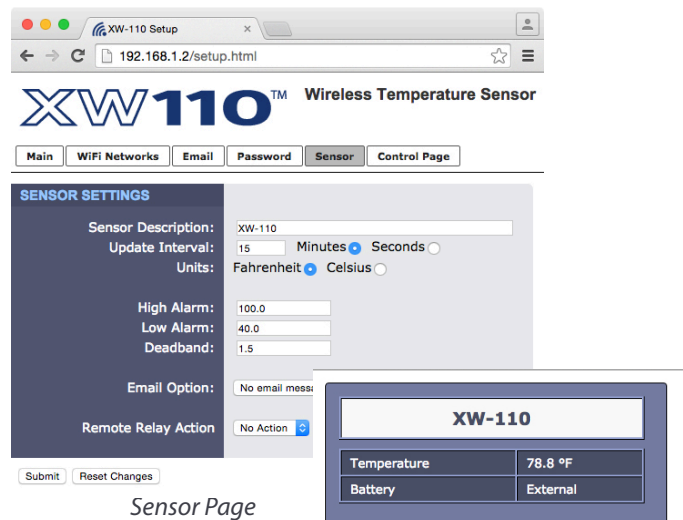 XW-110 Setup
192.168.1.2/setup.html
XW110™ Wireless Temperature Sensor
Main WiFi Networks Email Password Sensor Control Page
SENSOR SETTINGS
Sensor Description: XW-110
Update Interval: 15 Minutes Seconds
Units: Fahrenheit Celsius
High Alarm: 100.0
Low Alarm: 40.0
Deadband: 1.5
Email Option: No email messa
Remote Relay Action No Action
Submit Reset Changes
Sensor Page
XW-110
Temperature 78.8 ºF
Battery External